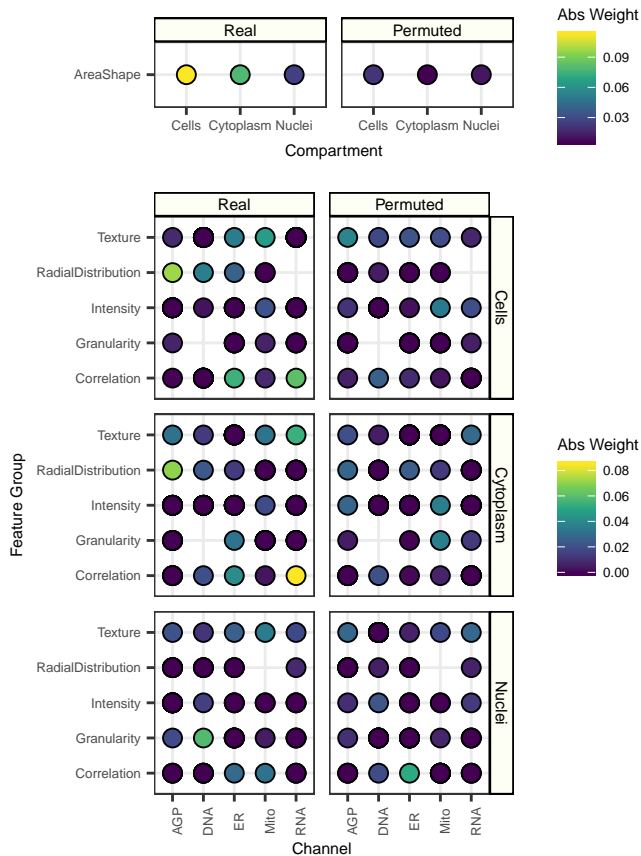 Real Permuted
AreaShape
Cells Cytoplasm Nuclei Cells Cytoplasm Nuclei
Compartment
Abs Weight
0.09
0.06
0.03
Real Permuted
Texture
RadialDistribution
Intensity
Granularity
Correlation
Cells
Texture
RadialDistribution
Intensity
Granularity
Correlation
Cytoplasm
Texture
RadialDistribution
Intensity
Granularity
Correlation
Nuclei
Feature Group
AGP DNA ER Mito RNA AGP DNA ER Mito RNA
Channel
Abs Weight
0.08
0.06
0.04
0.02
0.00